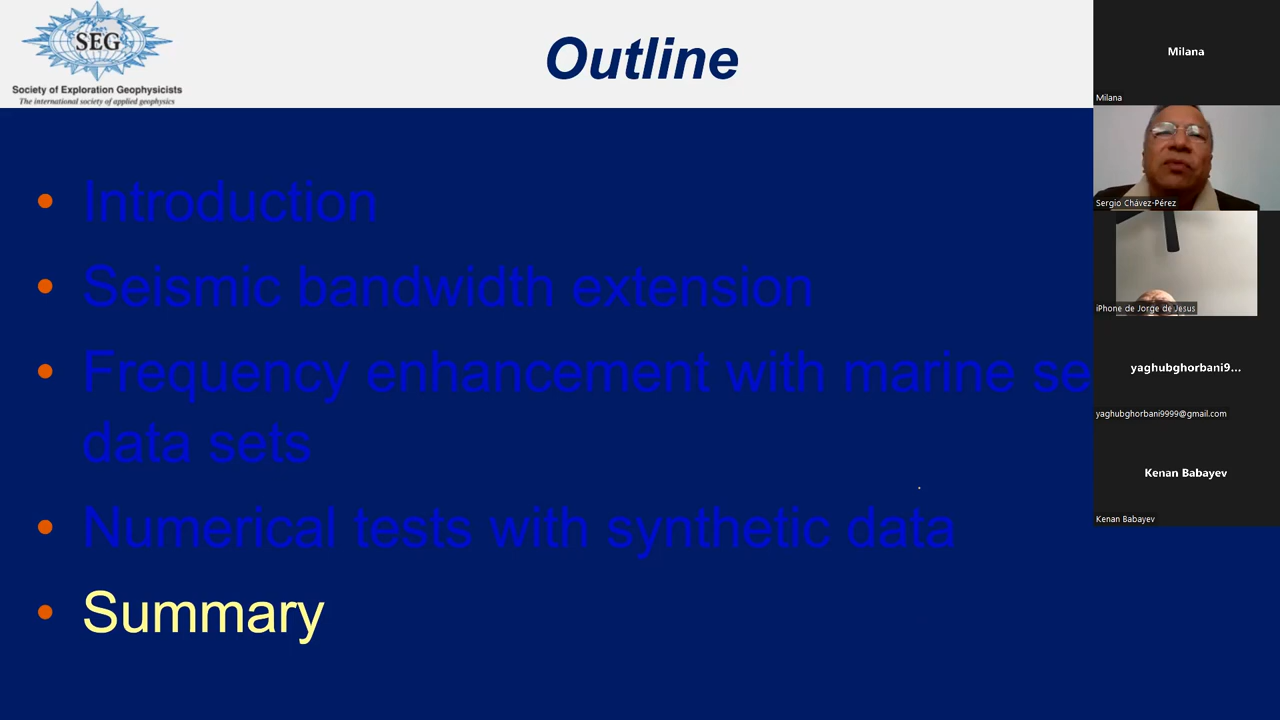 SEG
Society of Exploration Geophysicists
The international society of applied geophysics
Outline
• Introduction
• Seismic bandwidth extension
• Frequency enhancement with marine se
data sets
• Numerical tests with synthetic data
• Summary
Milana
Milana
Sergio Chávez-Pérez
iPhone de Jorge de Jesus
yaghubghorbani9...
yaghubghorbani9999@gmail.com
Kenan Babayev
Kenan Babayev